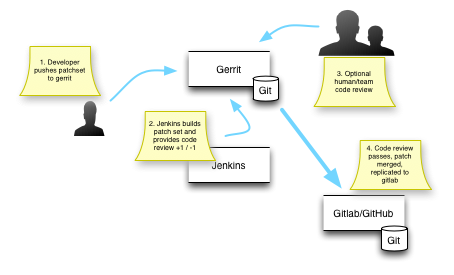 1. Developer
pushes patchset
to gerrit
Gerrit
Git
3. Optional
human/team
code review
2. Jenkins builds
patch set and
provides code
review +1 / -1
Jenkins
4. Code review
passes, patch
merged,
replicated to
gitlab
Gitlab/GitHub
Git